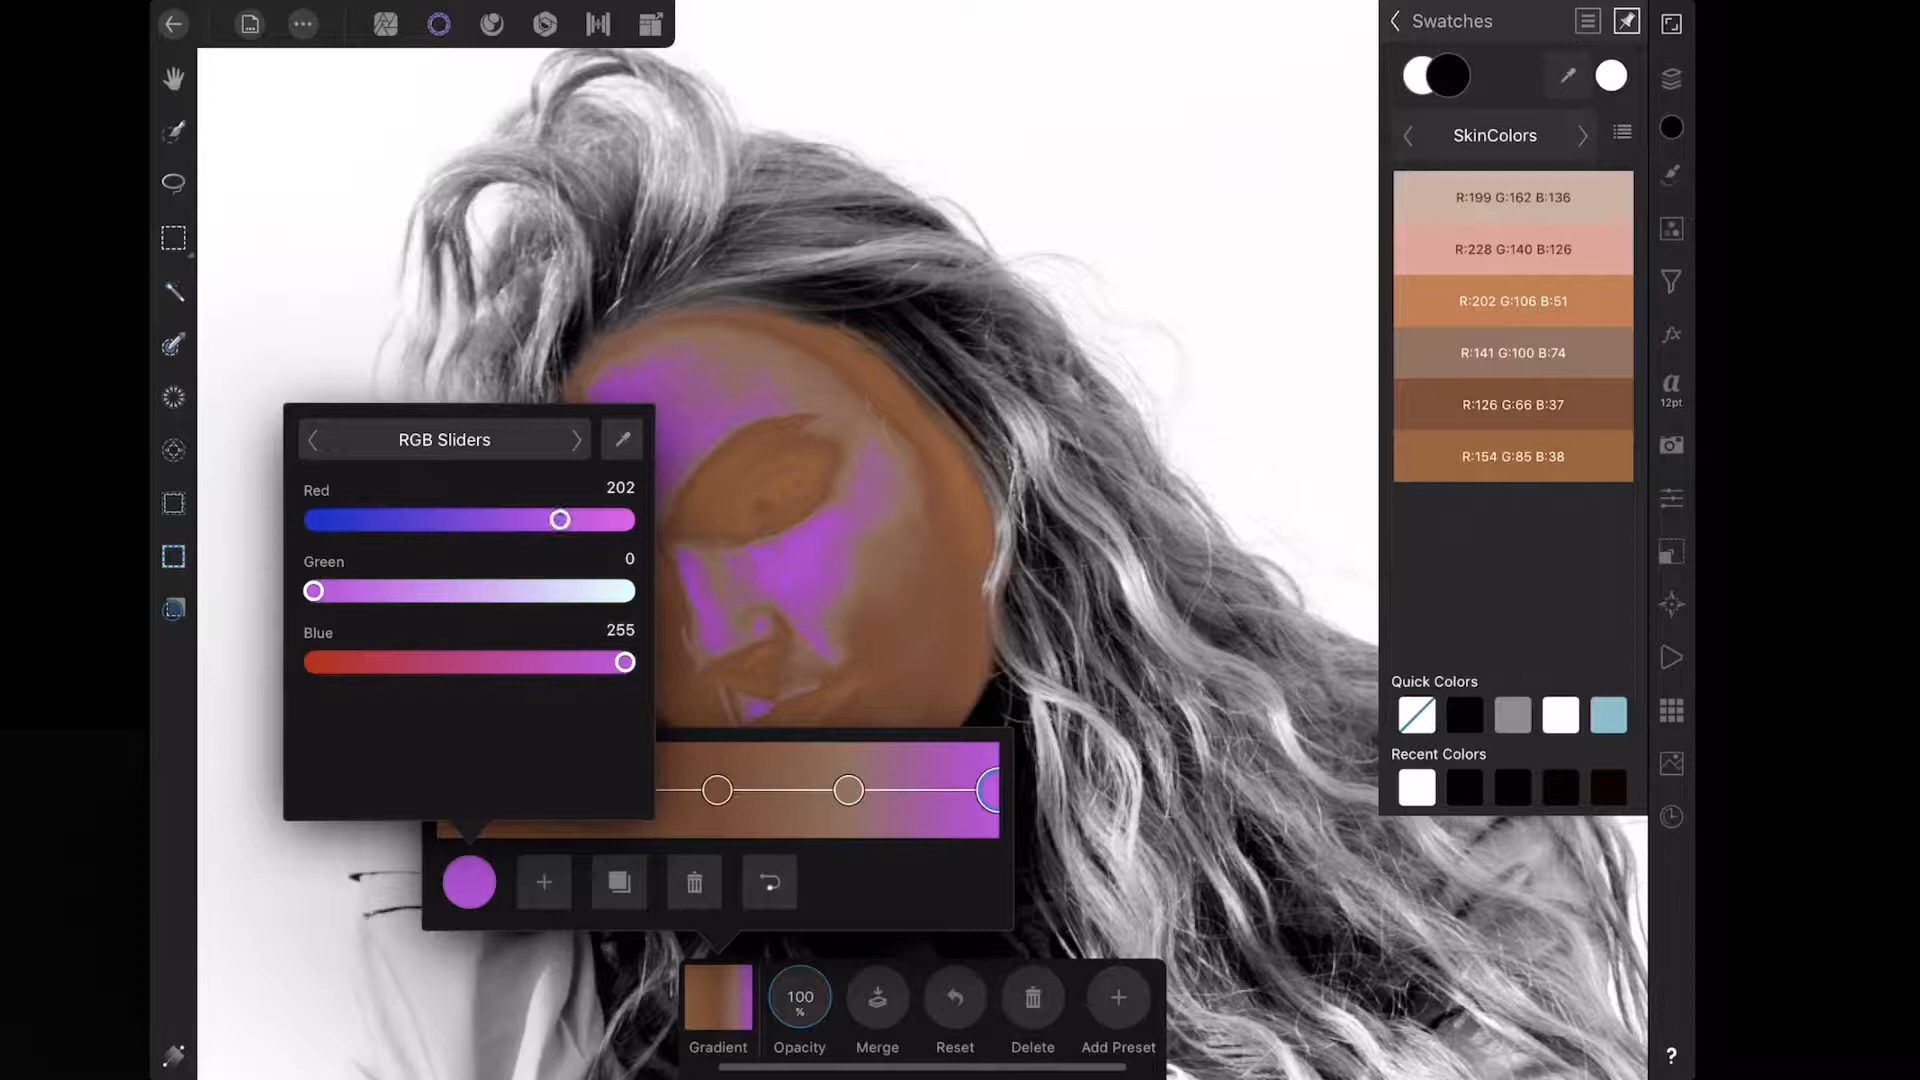 Swatches
SkinColors
R:199 G:162 B:136
R:228 G:140 B:126
R:202 G:106 B:51
R:141 G:100 B:74
R:126 G:66 B:37
R:154 G:85 B:38
fx
a
12pt
RGB Sliders
Red 202
Green 0
Blue 255
Quick Colors
Recent Colors
100
%
Gradient Opacity Merge Reset Delete Add Preset
?